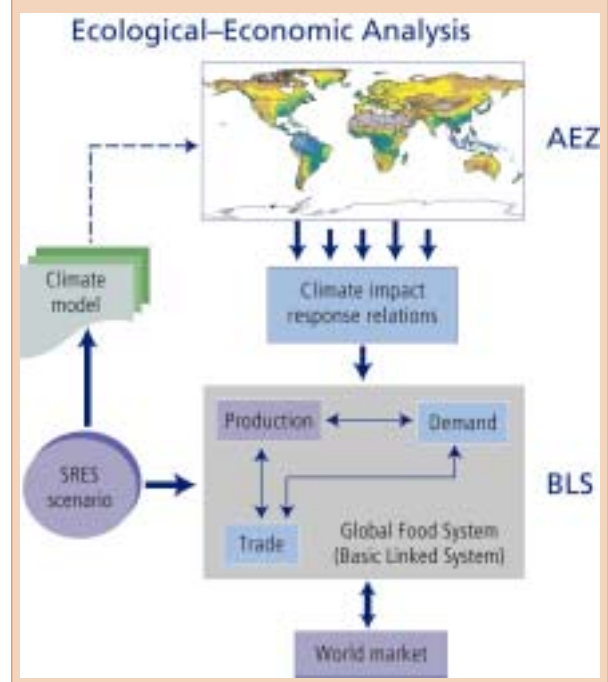 Ecological–Economic Analysis
AEZ
Climate
model
Climate impact
response relations
Production
Demand
SRES
scenario
BLS
Trade
Global Food System
(Basic Linked System)
World market